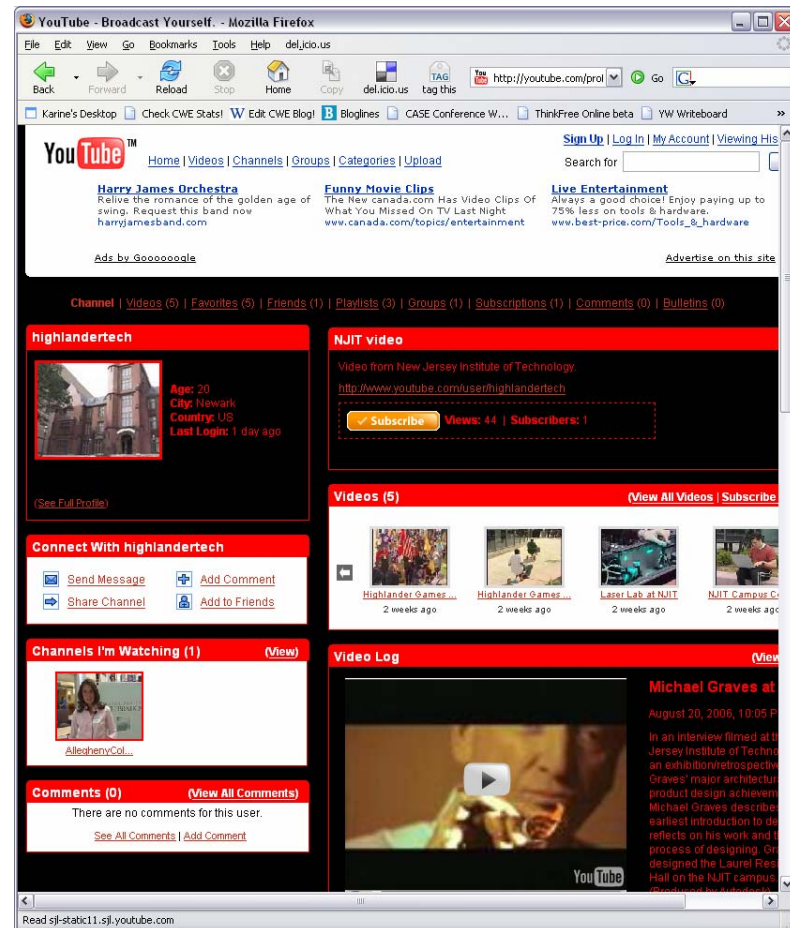 YouTube - Broadcast Yourself. - Mozilla Firefox
File Edit View Go Bookmarks Tools Help del.icio.us
Back Forward Reload Stop Home Copy del.icio.us tag this http://youtube.com/prof Go
TAG
Karine's Desktop Check CWE Stats! Edit CWE Blog! Bloglines CASE Conference W... ThinkFree Online beta YW Writeboard »
Sign Up | Log In | My Account | Viewing His
YouTube TM
Home | Videos | Channels | Groups | Categories | Upload
Search for
Harry James Orchestra
Relive the romance of the golden age of
swing. Request this band now
harryjamesband.com
Funny Movie Clips
The New canada.com Has Video Clips Of
What You Missed On TV Last Night
www.canada.com/topics/entertainment
Live Entertainment
Always a good choice! Enjoy paying up to
75% less on tools & hardware.
www.best-price.com/Tools_&_hardware
Ads by Goooooogle
Advertise on this site
Channel | Videos (5) | Favorites (5) | Friends (1) | Playlists (3) | Groups (1) | Subscriptions (1) | Comments (0) | Bulletins (0)
highlandertech
Age: 20
City: Newark
Country: US
Last Login: 1 day ago
(See Full Profile)
NJIT video
Video from New Jersey Institute of Technology.
http://www.youtube.com/user/highlandertech
Subscribe Views: 44 | Subscribers: 1
Videos (5) (View All Videos | Subscribe
Highlander Games ...
2 weeks ago
Highlander Games ...
2 weeks ago
Laser Lab at NJIT
2 weeks ago
NJIT Campus C
2 weeks ago
Connect With highlandertech
Send Message Add Comment
Share Channel Add to Friends
Channels I'm Watching (1) (View)
AlleghenyCol...
Comments (0) (View All Comments)
There are no comments for this user.
See All Comments | Add Comment
Video Log (View
YouTube
Michael Graves at
August 20, 2006, 10:05 P
In an interview filmed at th
Jersey Institute of Techno
an exhibition/retrospective
Graves' major architectur
product design achievem
Michael Graves describes
earliest introduction to de
reflects on his work and t
process of designing. Gr
designed the Laurel Res
Hall on the NJIT campus
(Produced by Autodesk)
Read sjl-static11.sjl.youtube.com